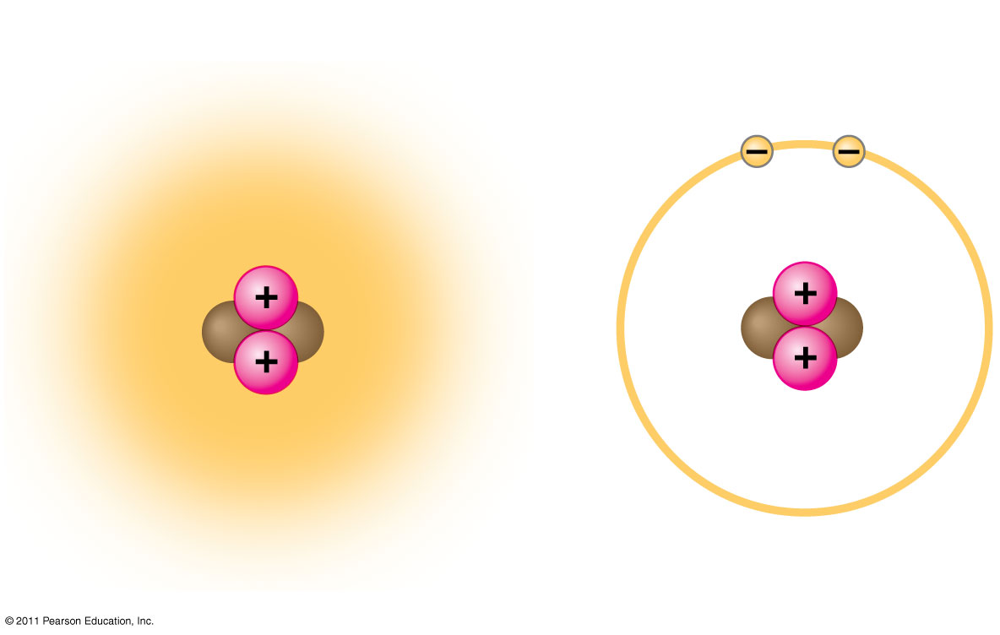 − −
+ +
+ +
© 2011 Pearson Education, Inc.